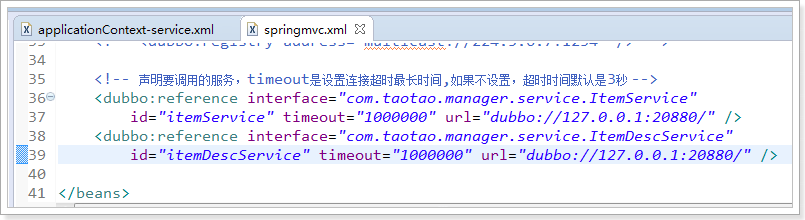 applicationContext-service.xml springmvc.xml
33 <!-- <dubbo:registry address="multicast://224.5.6.7:1234" /> -->
34
35 <!-- 声明要调用的服务，timeout是设置连接超时最长时间,如果不设置，超时时间默认是3秒 -->
36 <dubbo:reference interface="com.taotao.manager.service.ItemService"
37 id="itemService" timeout="1000000" url="dubbo://127.0.0.1:20880/" />
38 <dubbo:reference interface="com.taotao.manager.service.ItemDescService"
39 id="itemDescService" timeout="1000000" url="dubbo://127.0.0.1:20880/" />
40
41 </beans>